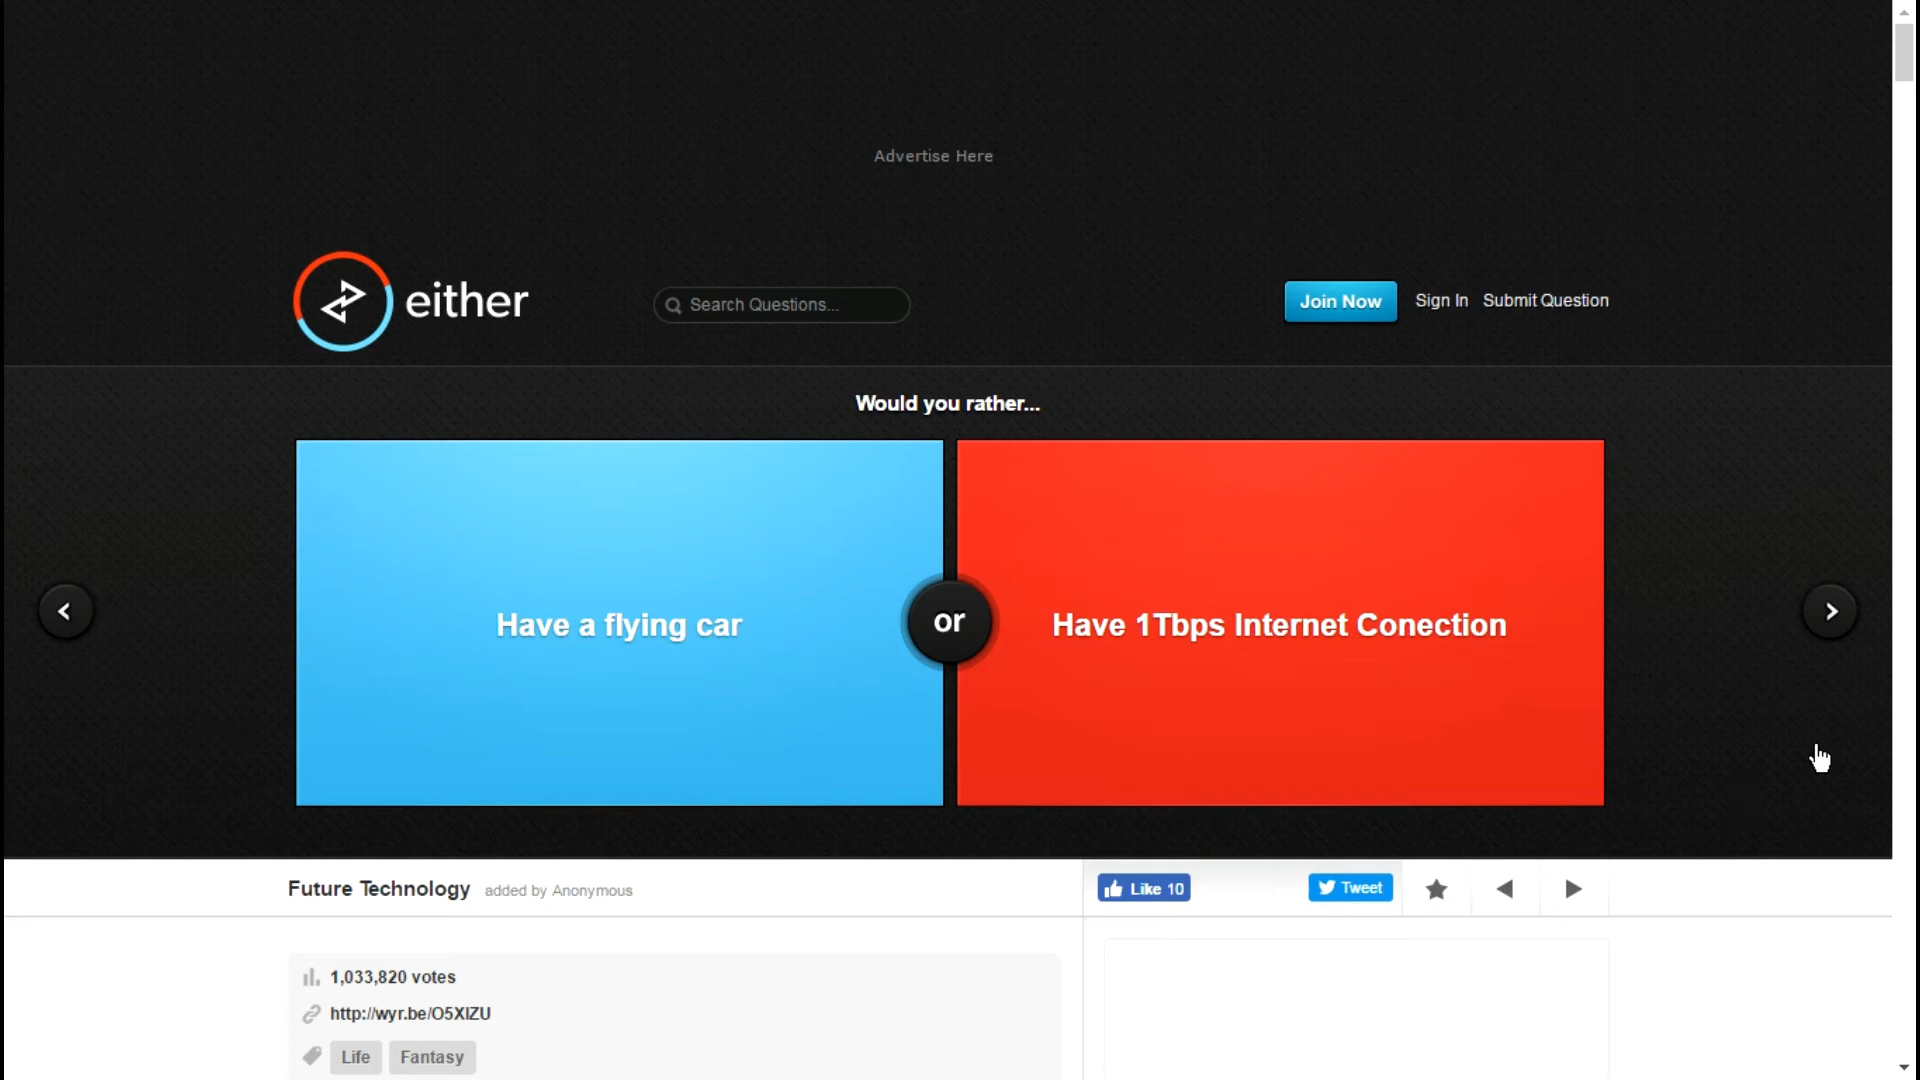 Advertise Here
either
Search Questions...
Join Now Sign In Submit Question
Would you rather...
Have a flying car or Have 1Tbps Internet Conection
Future Technology added by Anonymous
Like 10 Tweet
1,033,820 votes
http://wyr.be/O5XIZU
Life Fantasy